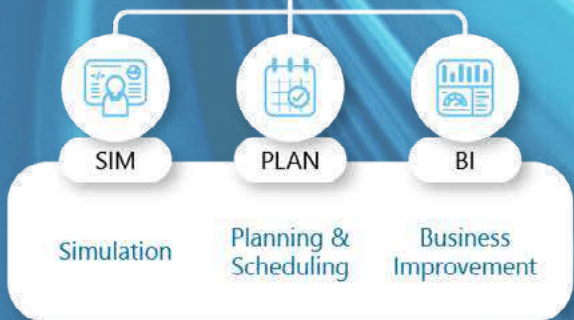 SIM
PLAN
BI
Simulation
Planning &
Scheduling
Business
Improvement